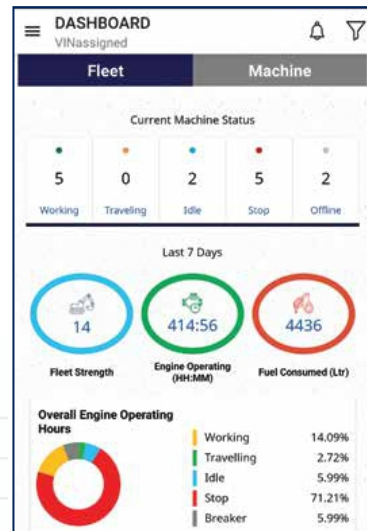 DASHBOARD
VINassigned
Fleet
Machine
Current Machine Status
5
0
2
5
2
Working
Traveling
Idle
Stop
Offline
Last 7 Days
14
414:56
4436
Fleet Strength
Engine Operating
(HH:MM)
Fuel Consumed (Ltr)
Overall Engine Operating
Hours
Working 14.09%
Travelling 2.72%
Idle 5.99%
Stop 71.21%
Breaker 5.99%